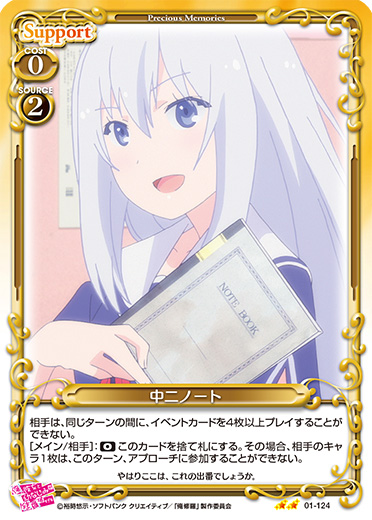 Precious Memories
Support
COST
0
SOURCE
2
NOTE BOOK
中二ノート
相手は、同じターンの間に、イベントカードを4枚以上プレイすることが
できない。
[メイン/相手]: 0 このカードを捨て札にする。その場合、相手のキャ
ラ1枚は、このターン、アプローチに参加することができない。
やはりここは、これの出番でしょうか。
©裕時悠示・ソフトバンク クリエイティブ/「俺修羅」製作委員会
01-124